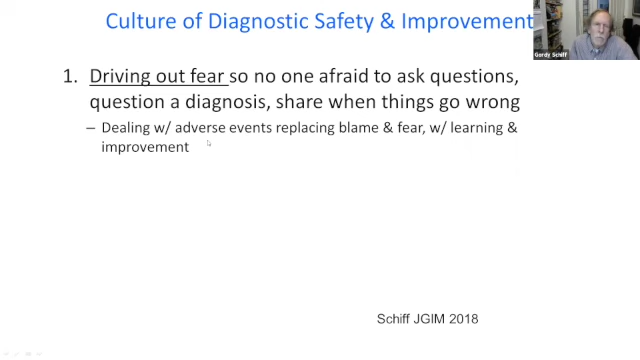 Culture of Diagnostic Safety & Improvement
Gordy Schiff
1. Driving out fear so no one afraid to ask questions,
question a diagnosis, share when things go wrong
– Dealing w/ adverse events replacing blame & fear, w/ learning &
improvement
Schiff JGIM 2018